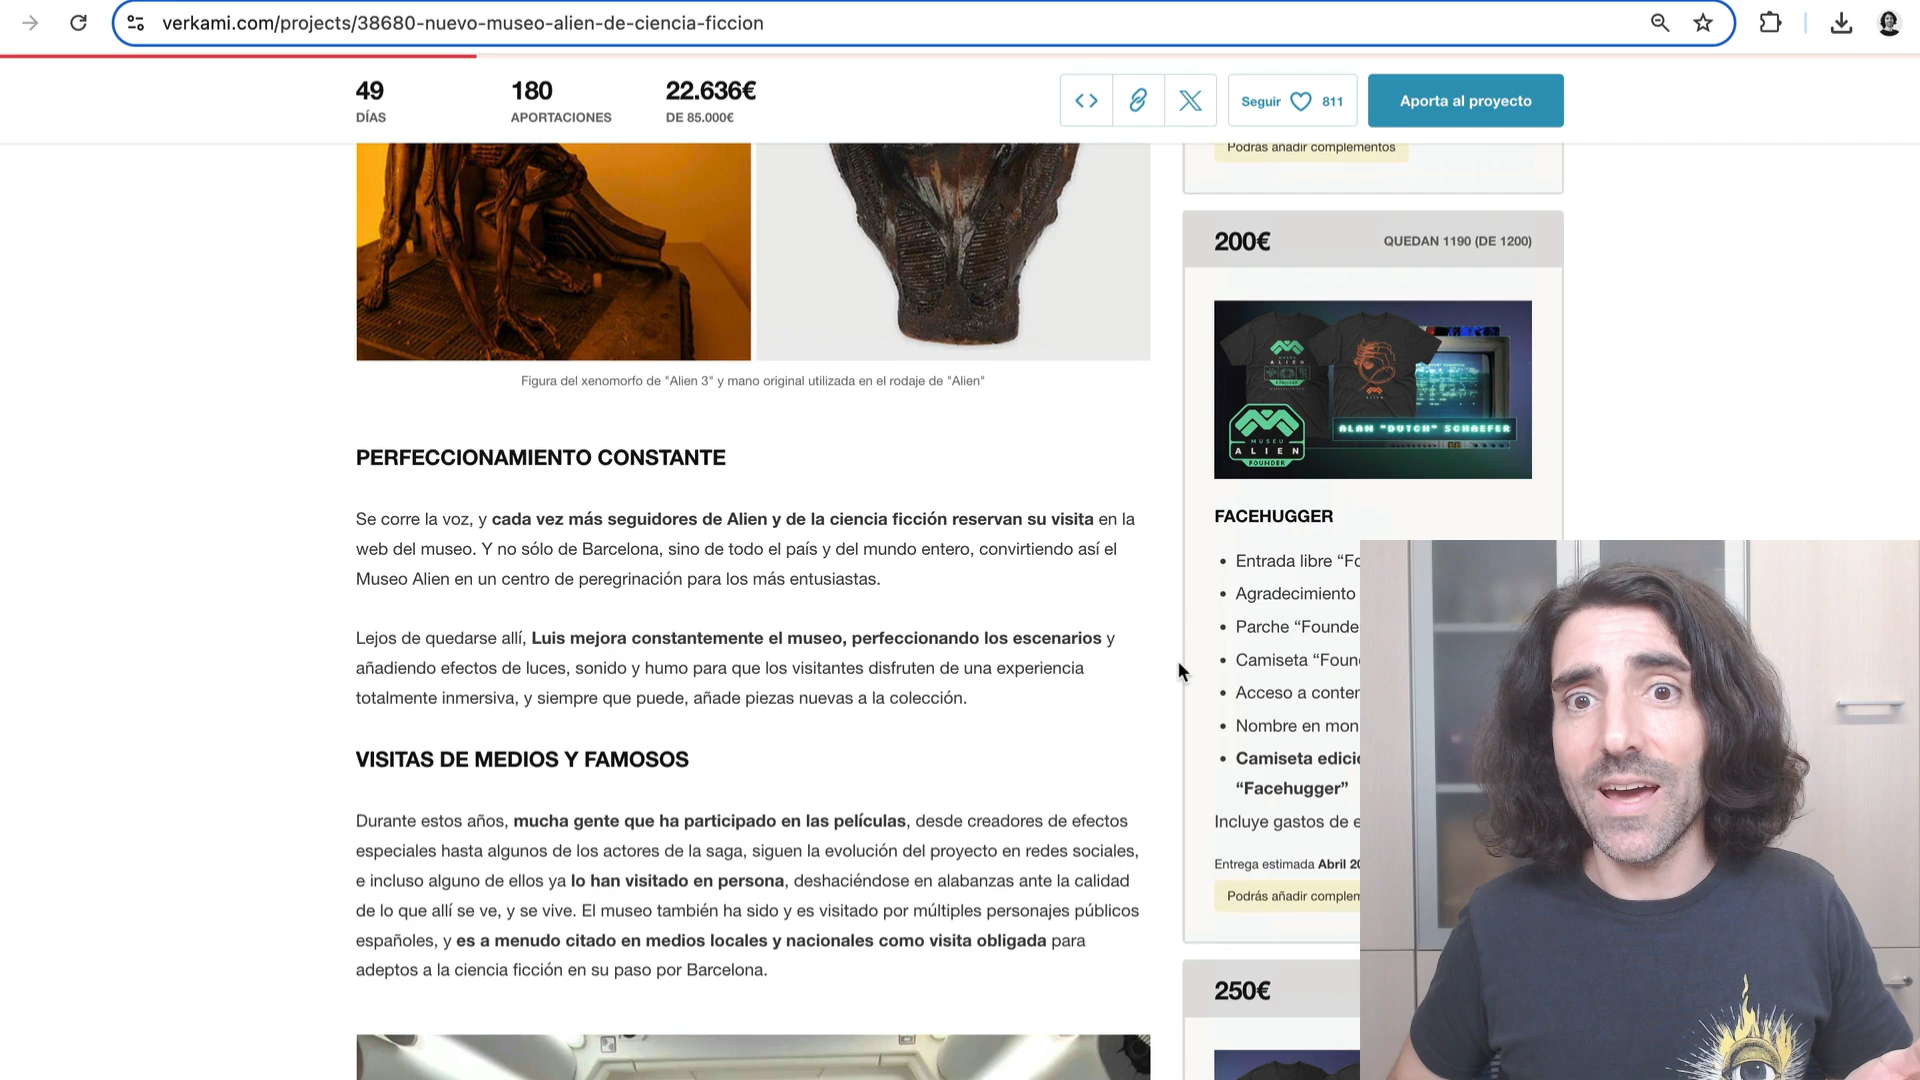 verkami.com/projects/38680-nuevo-museo-alien-de-ciencia-ficcion
49
DÍAS
180
APORTACIONES
22.636€
DE 85.000€
Seguir
811
Aporta al proyecto
Podrás añadir complementos
Figura del xenomorfo de "Alien 3" y mano original utilizada en el rodaje de "Alien"
PERFECCIONAMIENTO CONSTANTE
Se corre la voz, y cada vez más seguidores de Alien y de la ciencia ficción reservan su visita en la
web del museo. Y no sólo de Barcelona, sino de todo el país y del mundo entero, convirtiendo así el
Museo Alien en un centro de peregrinación para los más entusiastas.
Lejos de quedarse allí, Luis mejora constantemente el museo, perfeccionando los escenarios y
añadiendo efectos de luces, sonido y humo para que los visitantes disfruten de una experiencia
totalmente inmersiva, y siempre que puede, añade piezas nuevas a la colección.
VISITAS DE MEDIOS Y FAMOSOS
Durante estos años, mucha gente que ha participado en las películas, desde creadores de efectos
especiales hasta algunos de los actores de la saga, siguen la evolución del proyecto en redes sociales,
e incluso alguno de ellos ya lo han visitado en persona, deshaciéndose en alabanzas ante la calidad
de lo que allí se ve, y se vive. El museo también ha sido y es visitado por múltiples personajes públicos
españoles, y es a menudo citado en medios locales y nacionales como visita obligada para
adeptos a la ciencia ficción en su paso por Barcelona.
200€
QUEDAN 1190 (DE 1200)
ALIEN
FOUNDER
ALIEN
MUSEU
ALIEN
FOUNDER
ALAN "DUTCH" SCHAEFER
FACEHUGGER
Entrada libre “Fo
Agradecimiento
Parche “Founde
Camiseta “Foun
Acceso a conten
Nombre en mon
Camiseta edició
“Facehugger”
Incluye gastos de e
Entrega estimada Abril 20
Podrás añadir complem
250€